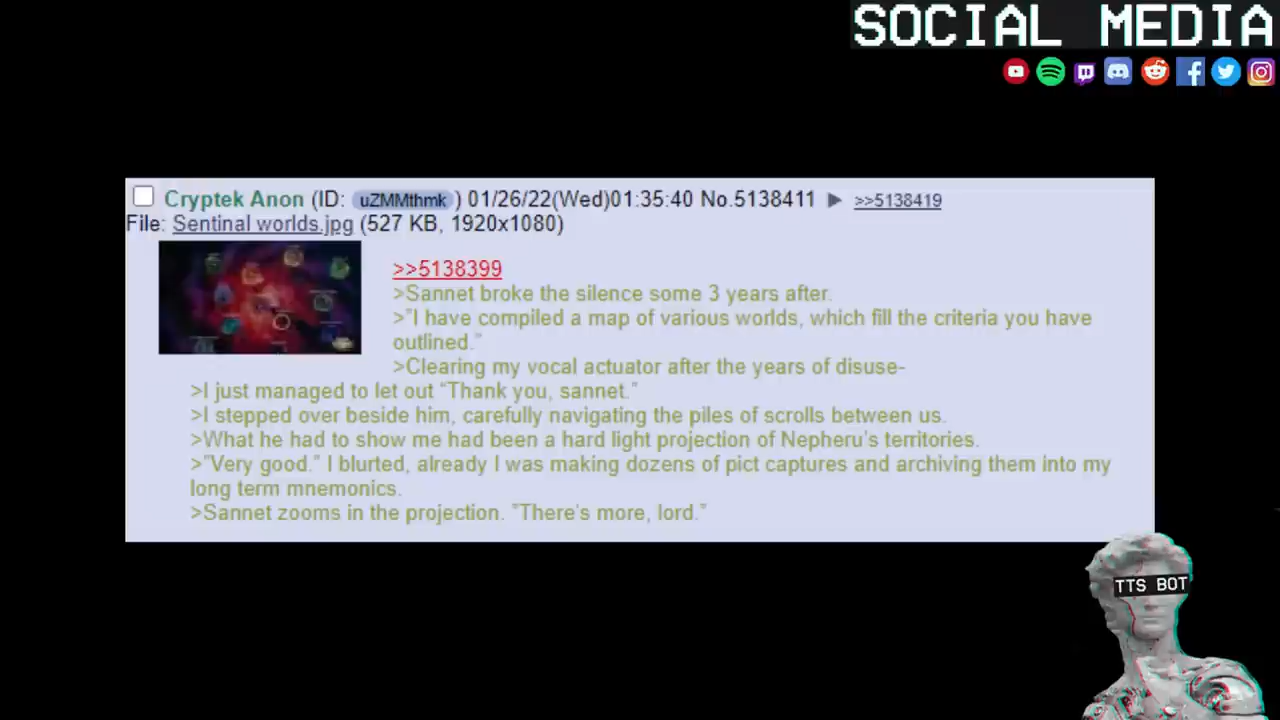 SOCIAL MEDIA
Cryptek Anon (ID: uZMMthmk) 01/26/22(Wed)01:35:40 No.5138411 ▶ >>5138419
File: Sentinal worlds.jpg (527 KB, 1920x1080)
>>5138399
>Sannet broke the silence some 3 years after.
>"I have compiled a map of various worlds, which fill the criteria you have
outlined."
>Clearing my vocal actuator after the years of disuse-
>I just managed to let out “Thank you, sannet.”
>I stepped over beside him, carefully navigating the piles of scrolls between us.
>What he had to show me had been a hard light projection of Nepheru’s territories.
>”Very good.” I blurted, already I was making dozens of pict captures and archiving them into my
long term mnemonics.
>Sannet zooms in the projection. ”There’s more, lord.”
TTS BOT